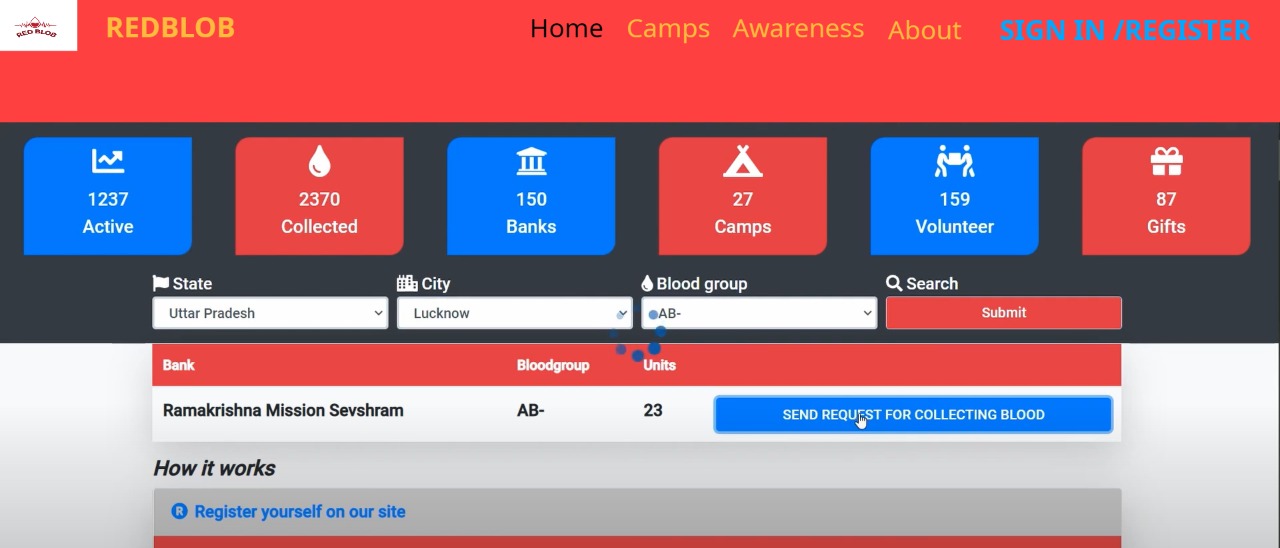 RED BLOB
REDBLOB
Home Camps Awareness About SIGN IN /REGISTER
1237 2370 150 27 159 87
Active Collected Banks Camps Volunteer Gifts
State City Blood group Search
Uttar Pradesh Lucknow AB- Submit
Bank Bloodgroup Units
Ramakrishna Mission Sevshram AB- 23 SEND REQUEST FOR COLLECTING BLOOD
How it works
R Register yourself on our site